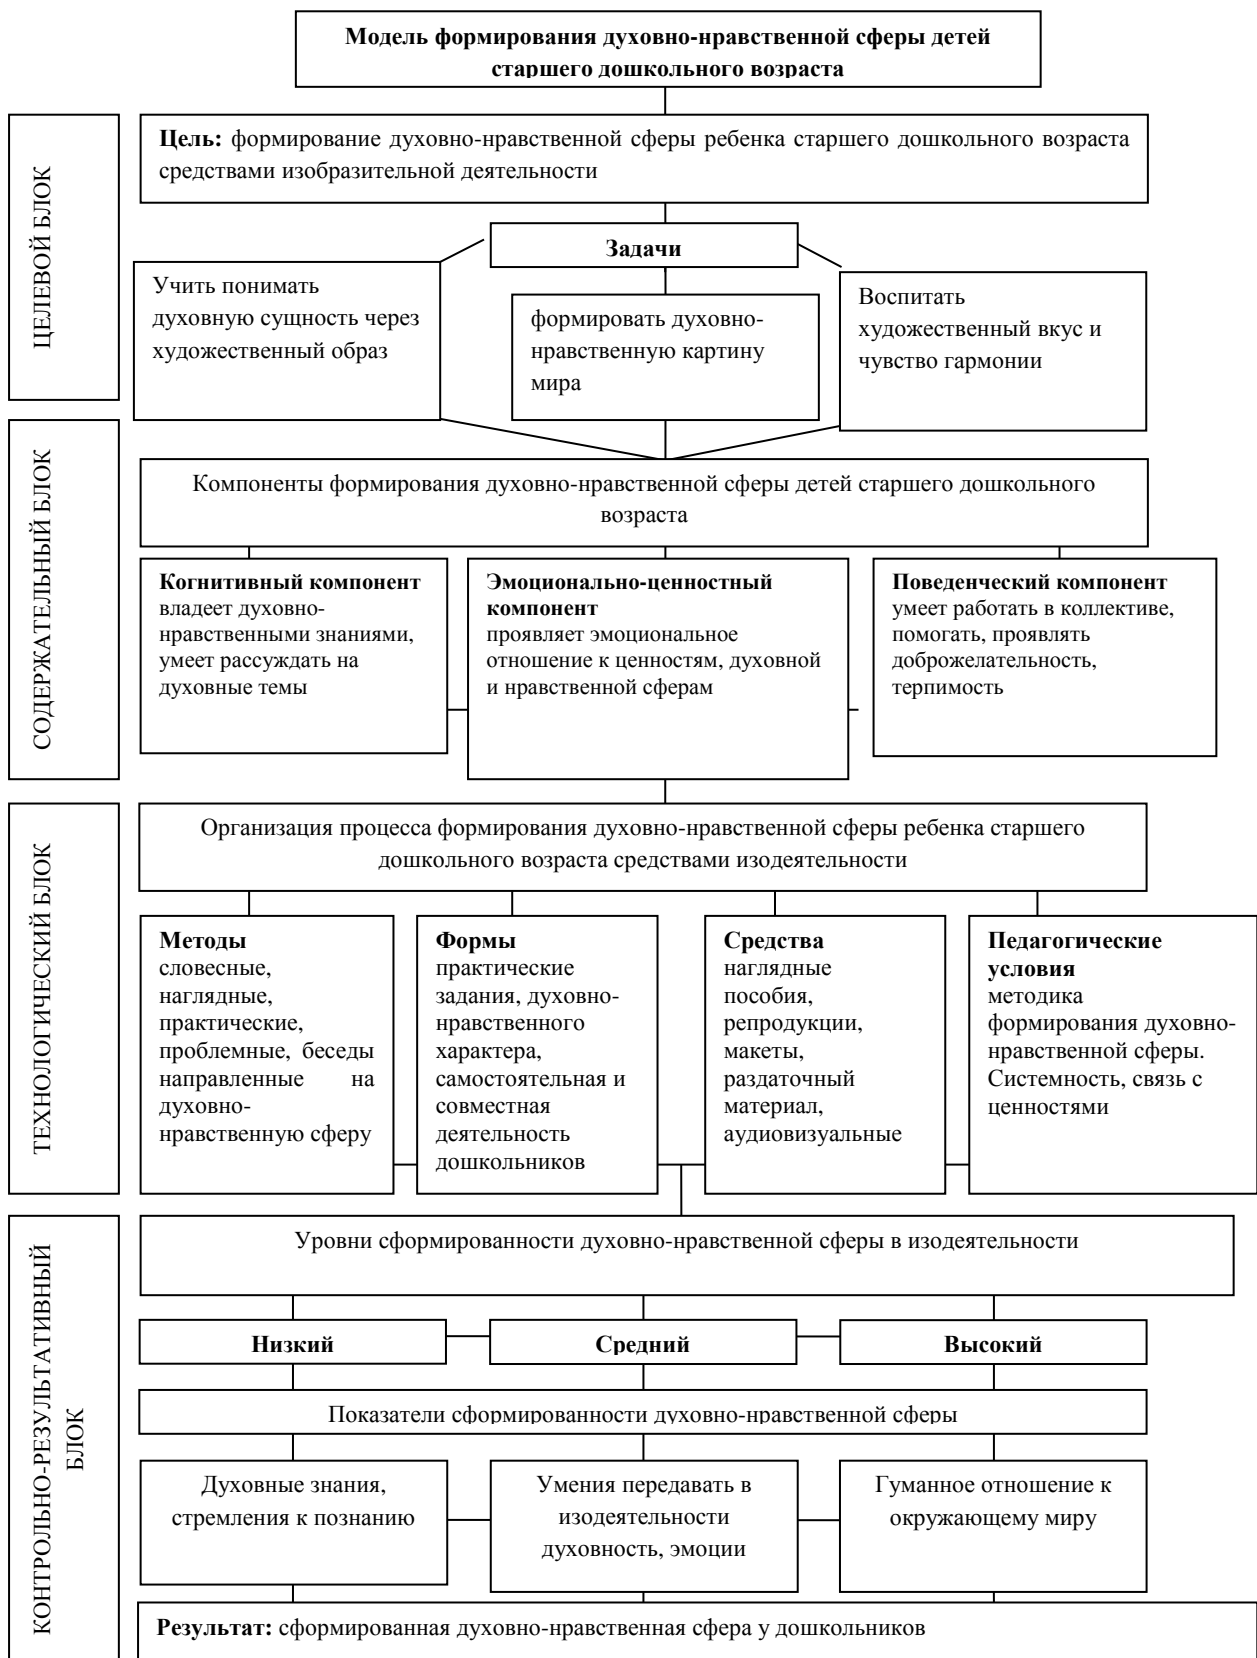 Модель формирования духовно-нравственной сферы детей
старшего дошкольного возраста
ЦЕЛЕВОЙ БЛОК
Цель: формирование духовно-нравственной сферы ребенка старшего дошкольного возраста
средствами изобразительной деятельности
Задачи
Учить понимать
духовную сущность через
художественный образ
формировать духовно-
нравственную картину
мира
Воспитать
художественный вкус и
чувство гармонии
СОДЕРЖАТЕЛЬНЫЙ БЛОК
Компоненты формирования духовно-нравственной сферы детей старшего дошкольного
возраста
Когнитивный компонент
владеет духовно-
нравственными знаниями,
умеет рассуждать на
духовные темы
Эмоционально-ценностный
компонент
проявляет эмоциональное
отношение к ценностям, духовной
и нравственной сферам
Поведенческий компонент
умеет работать в коллективе,
помогать, проявлять
доброжелательность,
терпимость
ТЕХНОЛОГИЧЕСКИЙ БЛОК
Организация процесса формирования духовно-нравственной сферы ребенка старшего
дошкольного возраста средствами изодеятельности
Методы
словесные,
наглядные,
практические,
проблемные, беседы
направленные на
духовно-
нравственную сферу
Формы
практические
задания, духовно-
нравственного
характера,
самостоятельная и
совместная
деятельность
дошкольников
Средства
наглядные
пособия,
репродукции,
макеты,
раздаточный
материал,
аудиовизуальные
Педагогические
условия
методика
формирования духовно-
нравственной сферы.
Системность, связь с
ценностями
КОНТРОЛЬНО-РЕЗУЛЬТАТИВНЫЙ
БЛОК
Уровни сформированности духовно-нравственной сферы в изодеятельности
Низкий
Средний
Высокий
Показатели сформированности духовно-нравственной сферы
Духовные знания,
стремления к познанию
Умения передавать в
изодеятельности
духовность, эмоции
Гуманное отношение к
окружающему миру
Результат: сформированная духовно-нравственная сфера у дошкольников